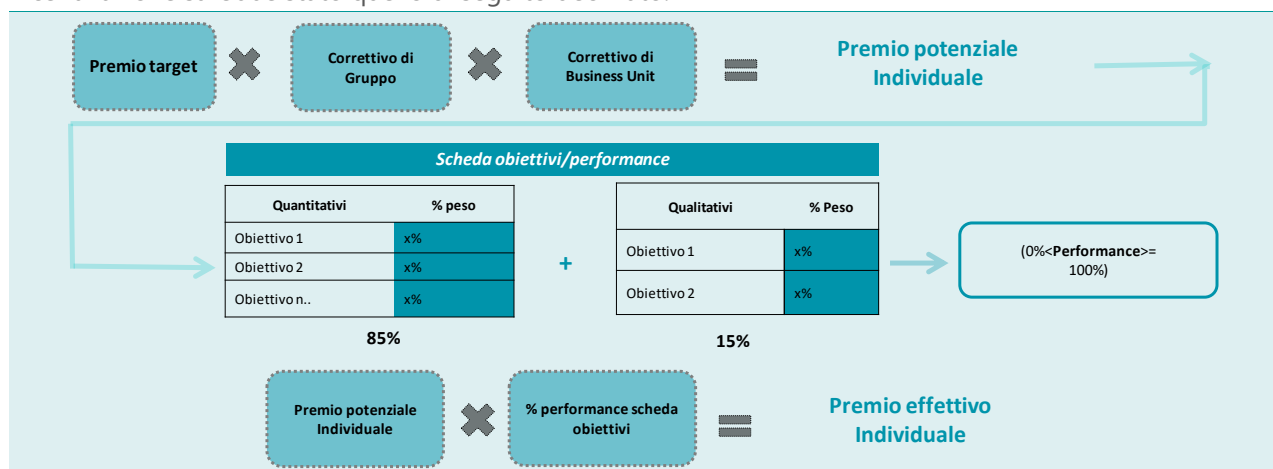 Premio target
Correttivo di
Gruppo
Correttivo di
Business Unit
Premio potenziale
Individuale
Scheda obiettivi/performance
Quantitativi % peso
Obiettivo 1 x%
Obiettivo 2 x%
Obiettivo n.. x%
85%
+
Qualitativi % Peso
Obiettivo 1 x%
Obiettivo 2 x%
15%
(0%<Performance>=
100%)
Premio potenziale
Individuale
% performance scheda
obiettivi
Premio effettivo
Individuale